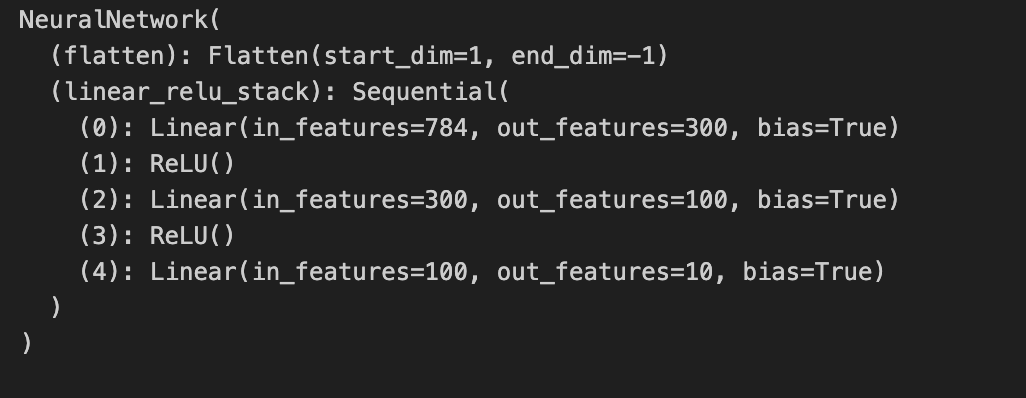 NeuralNetwork(
  (flatten): Flatten(start_dim=1, end_dim=-1)
  (linear_relu_stack): Sequential(
    (0): Linear(in_features=784, out_features=300, bias=True)
    (1): ReLU()
    (2): Linear(in_features=300, out_features=100, bias=True)
    (3): ReLU()
    (4): Linear(in_features=100, out_features=10, bias=True)
  )
)